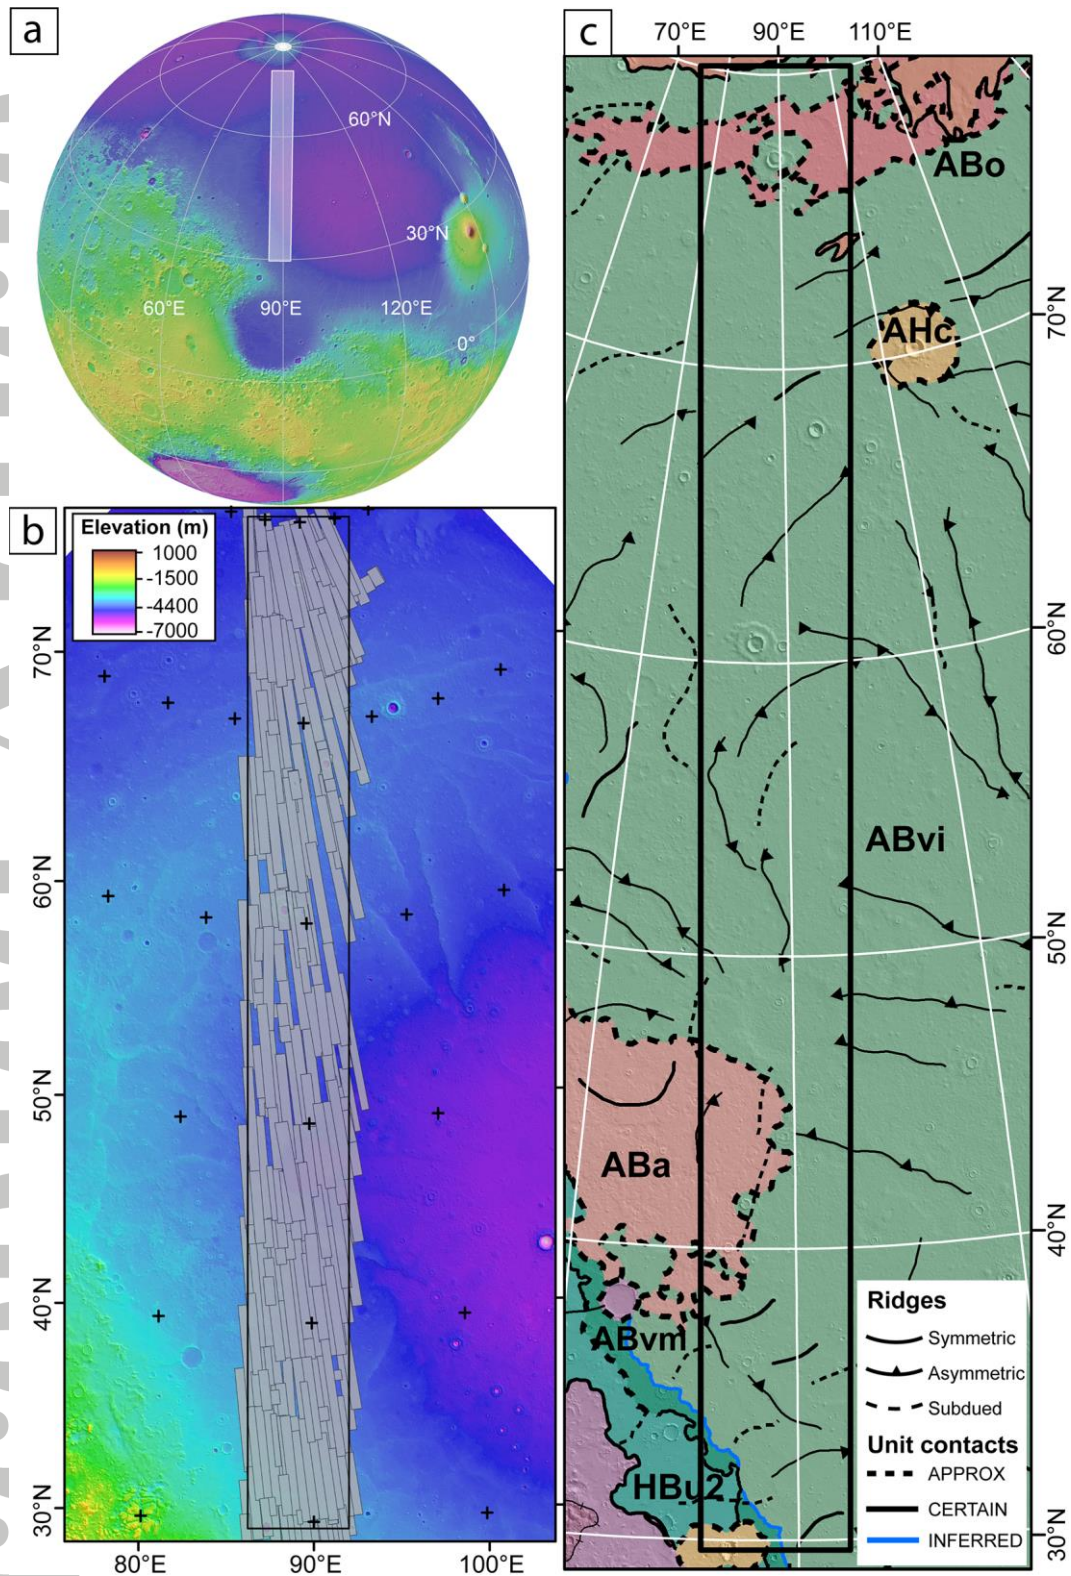 a
60°N
30°N
60°E
90°E
120°E
0°
b
Elevation (m)
1000
-1500
-4400
-7000
70°N
60°N
50°N
40°N
30°N
80°E
90°E
100°E
c
70°E
90°E
110°E
ABo
AHc
ABvi
ABa
ABvm
HBu2
70°N
60°N
50°N
40°N
30°N
Ridges
Symmetric
Asymmetric
Subdued
Unit contacts
APPROX
CERTAIN
INFERRED